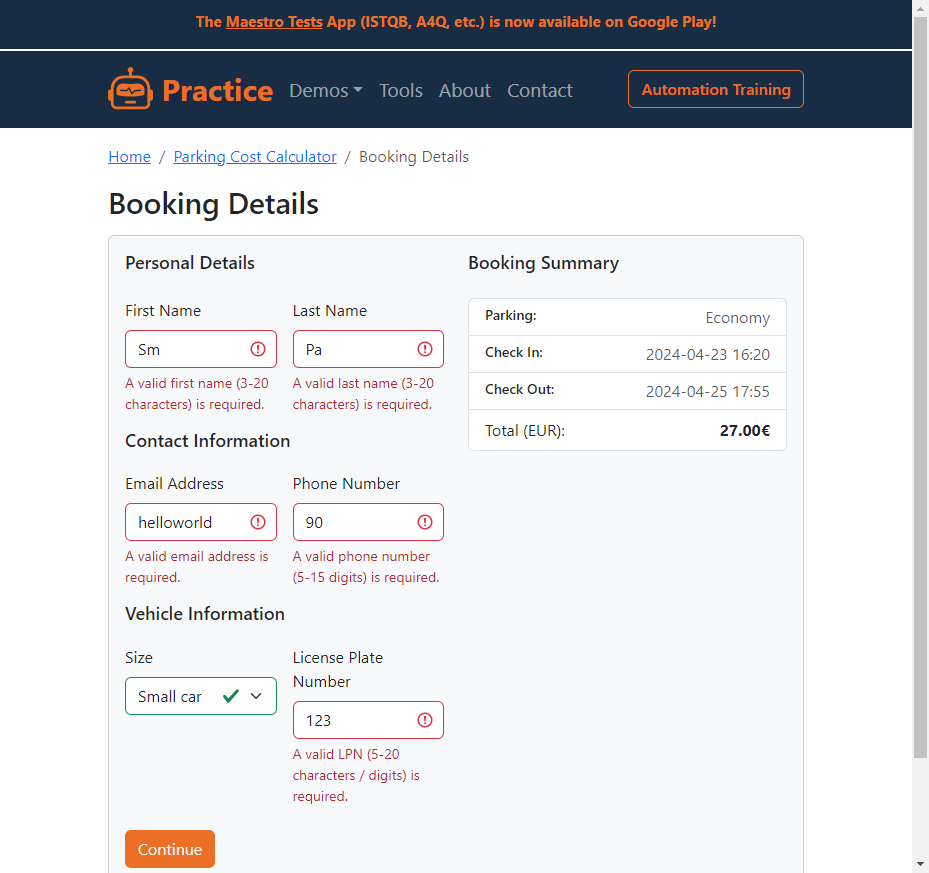 The Maestro Tests App (ISTQB, A4Q, etc.) is now available on Google Play!
Practice Demos Tools About Contact Automation Training
Home / Parking Cost Calculator / Booking Details
Booking Details
Personal Details
First Name Last Name
Sm Pa
A valid first name (3-20 A valid last name (3-20
characters) is required. characters) is required.
Contact Information
Email Address Phone Number
helloworld 90
A valid email address is A valid phone number
required. (5-15 digits) is required.
Vehicle Information
Size License Plate
Number
Small car
123
A valid LPN (5-20
characters / digits) is
required.
Continue
Booking Summary
Parking: Economy
Check In: 2024-04-23 16:20
Check Out: 2024-04-25 17:55
Total (EUR): 27.00€